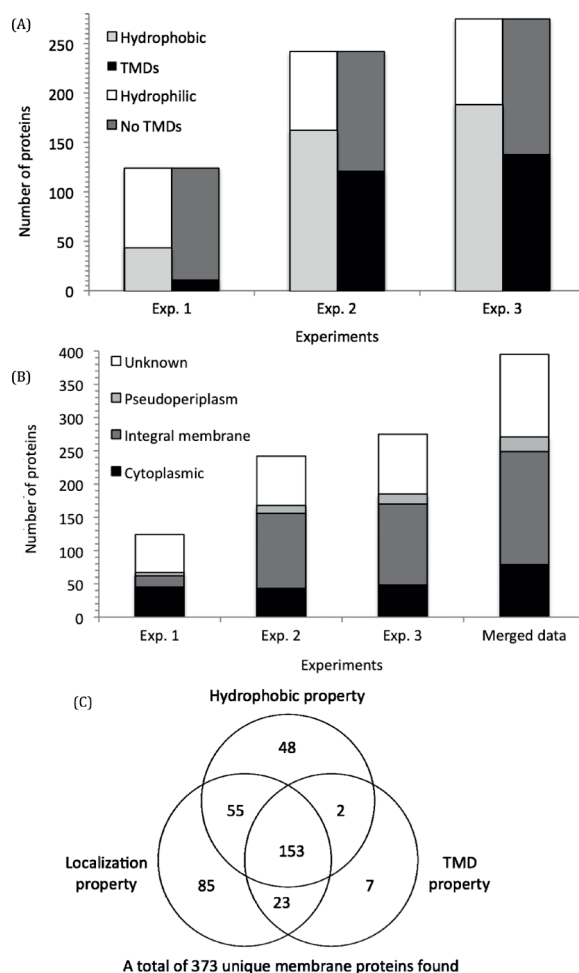 (A)
Hydrophobic
TMDs
Hydrophilic
No TMDs
250
200
150
100
50
0
Number of proteins
Exp. 1 Exp. 2 Exp. 3
Experiments
(B)
Unknown
Pseudoperiplasm
Integral membrane
Cytoplasmic
400
350
300
250
200
150
100
50
0
Number of proteins
Exp. 1 Exp. 2 Exp. 3 Merged data
Experiments
(C)
Hydrophobic property
48
55 2
153
Localization
property
TMD
property
85 7
23
A total of 373 unique membrane proteins found